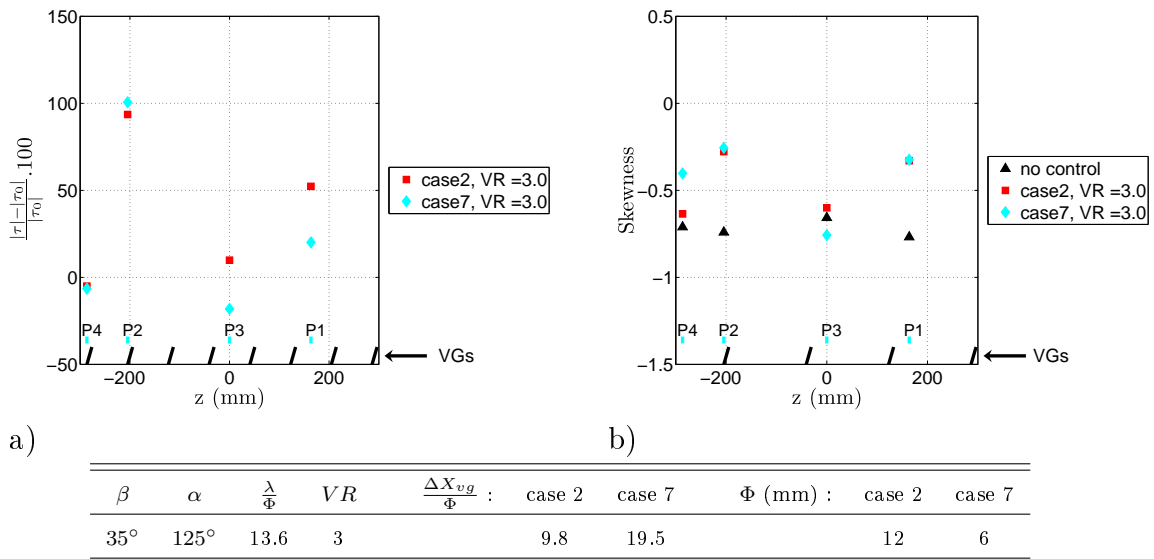 150
100
50
0
−50
|τ|−|τ₀| / |τ₀| .100
−200
0
200
z (mm)
P4
P2
P3
P1
VGs
case2, VR =3.0
case7, VR =3.0
a)
0.5
0
−0.5
−1
−1.5
Skewness
−200
0
200
z (mm)
P4
P2
P3
P1
VGs
no control
case2, VR =3.0
case7, VR =3.0
b)
β α λ/Φ VR ΔX_vg/Φ : case 2 case 7 Φ (mm) : case 2 case 7
35° 125° 13.6 3 9.8 19.5 12 6